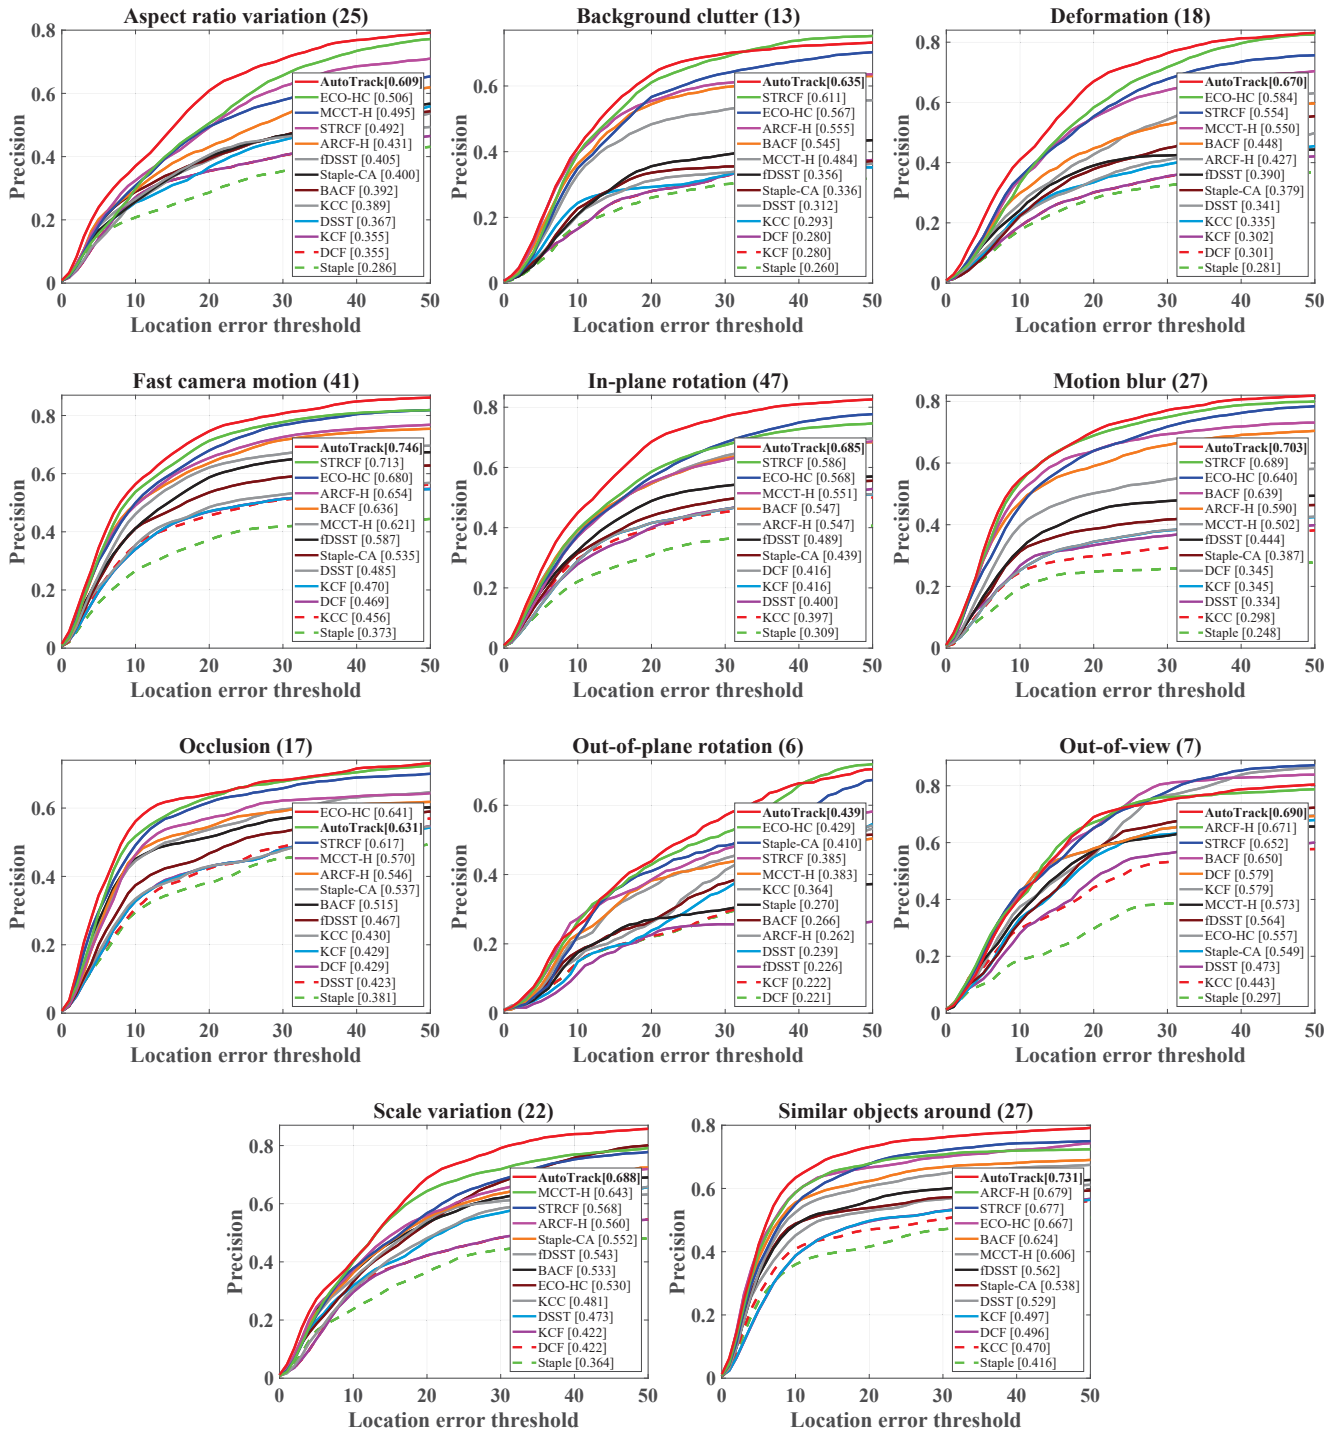 Aspect ratio variation (25)
Precision
0.8
0.6
0.4
0.2
0
AutoTrack[0.609]
ECO-HC [0.506]
MCCT-H [0.495]
STRCF [0.492]
ARCF-H [0.431]
fDSST [0.405]
Staple-CA [0.400]
BACF [0.392]
KCC [0.389]
DSST [0.367]
KCF [0.355]
DCF [0.355]
Staple [0.286]
0 10 20 30 40 50
Location error threshold
Background clutter (13)
Precision
0.6
0.4
0.2
0
AutoTrack[0.635]
STRCF [0.611]
ECO-HC [0.567]
ARCF-H [0.555]
BACF [0.545]
MCCT-H [0.484]
fDSST [0.356]
Staple-CA [0.336]
DSST [0.312]
KCC [0.293]
DCF [0.280]
KCF [0.280]
Staple [0.260]
0 10 20 30 40 50
Location error threshold
Deformation (18)
Precision
0.8
0.6
0.4
0.2
0
AutoTrack[0.670]
ECO-HC [0.584]
STRCF [0.554]
MCCT-H [0.550]
BACF [0.448]
ARCF-H [0.427]
fDSST [0.390]
Staple-CA [0.379]
DSST [0.341]
KCC [0.335]
KCF [0.302]
DCF [0.301]
Staple [0.281]
0 10 20 30 40 50
Location error threshold
Fast camera motion (41)
Precision
0.8
0.6
0.4
0.2
0
AutoTrack[0.746]
STRCF [0.713]
ECO-HC [0.680]
ARCF-H [0.654]
BACF [0.636]
MCCT-H [0.621]
fDSST [0.587]
Staple-CA [0.535]
DSST [0.485]
KCF [0.470]
DCF [0.469]
KCC [0.456]
Staple [0.373]
0 10 20 30 40 50
Location error threshold
In-plane rotation (47)
Precision
0.8
0.6
0.4
0.2
0
AutoTrack[0.685]
STRCF [0.586]
ECO-HC [0.568]
MCCT-H [0.551]
BACF [0.547]
ARCF-H [0.547]
fDSST [0.489]
Staple-CA [0.439]
DCF [0.416]
KCF [0.416]
DSST [0.400]
KCC [0.397]
Staple [0.309]
0 10 20 30 40 50
Location error threshold
Motion blur (27)
Precision
0.8
0.6
0.4
0.2
0
AutoTrack[0.703]
STRCF [0.689]
ECO-HC [0.640]
BACF [0.639]
ARCF-H [0.590]
MCCT-H [0.502]
fDSST [0.444]
Staple-CA [0.387]
DCF [0.345]
KCF [0.345]
DSST [0.334]
KCC [0.298]
Staple [0.248]
0 10 20 30 40 50
Location error threshold
Occlusion (17)
Precision
0.6
0.4
0.2
0
ECO-HC [0.641]
AutoTrack[0.631]
STRCF [0.617]
MCCT-H [0.570]
ARCF-H [0.546]
Staple-CA [0.537]
BACF [0.515]
fDSST [0.467]
KCC [0.430]
KCF [0.429]
DCF [0.429]
DSST [0.423]
Staple [0.381]
0 10 20 30 40 50
Location error threshold
Out-of-plane rotation (6)
Precision
0.6
0.4
0.2
0
AutoTrack[0.439]
ECO-HC [0.429]
Staple-CA [0.410]
STRCF [0.385]
MCCT-H [0.383]
KCC [0.364]
Staple [0.270]
BACF [0.266]
ARCF-H [0.262]
DSST [0.239]
fDSST [0.226]
KCF [0.222]
DCF [0.221]
0 10 20 30 40 50
Location error threshold
Out-of-view (7)
Precision
0.8
0.6
0.4
0.2
0
AutoTrack[0.690]
ARCF-H [0.671]
STRCF [0.652]
BACF [0.650]
DCF [0.579]
KCF [0.579]
MCCT-H [0.573]
fDSST [0.564]
ECO-HC [0.557]
Staple-CA [0.549]
DSST [0.473]
KCC [0.443]
Staple [0.297]
0 10 20 30 40 50
Location error threshold
Scale variation (22)
Precision
0.8
0.6
0.4
0.2
0
AutoTrack[0.688]
MCCT-H [0.643]
STRCF [0.568]
ARCF-H [0.560]
Staple-CA [0.552]
fDSST [0.543]
BACF [0.533]
ECO-HC [0.530]
KCC [0.481]
DSST [0.473]
KCF [0.422]
DCF [0.422]
Staple [0.364]
0 10 20 30 40 50
Location error threshold
Similar objects around (27)
Precision
0.8
0.6
0.4
0.2
0
AutoTrack[0.731]
ARCF-H [0.679]
STRCF [0.677]
ECO-HC [0.667]
BACF [0.624]
MCCT-H [0.606]
fDSST [0.562]
Staple-CA [0.538]
DSST [0.529]
KCF [0.497]
DCF [0.496]
KCC [0.470]
Staple [0.416]
0 10 20 30 40 50
Location error threshold